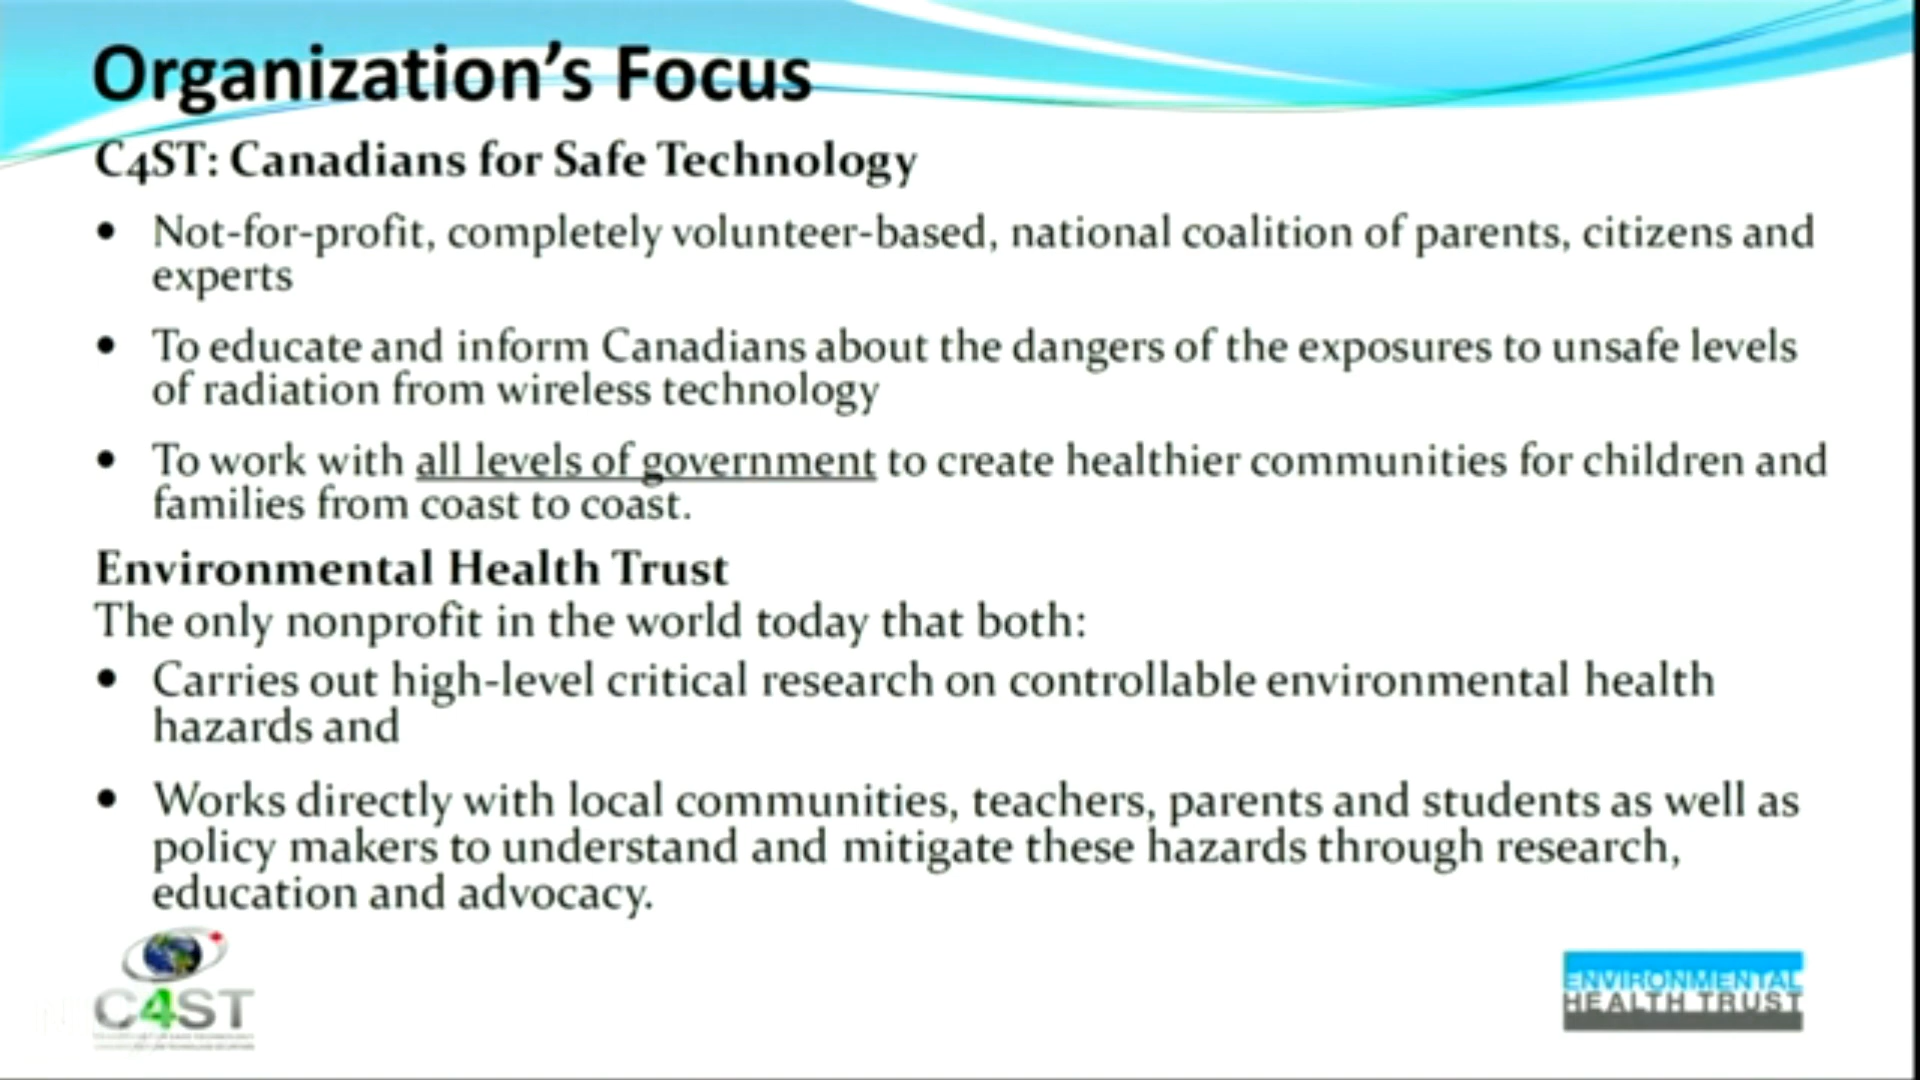 Organization's Focus
C4ST: Canadians for Safe Technology
• Not-for-profit, completely volunteer-based, national coalition of parents, citizens and
experts
• To educate and inform Canadians about the dangers of the exposures to unsafe levels
of radiation from wireless technology
• To work with all levels of government to create healthier communities for children and
families from coast to coast.
Environmental Health Trust
The only nonprofit in the world today that both:
• Carries out high-level critical research on controllable environmental health
hazards and
• Works directly with local communities, teachers, parents and students as well as
policy makers to understand and mitigate these hazards through research,
education and advocacy.
C4ST
ENVIRONMENTAL
HEALTH TRUST